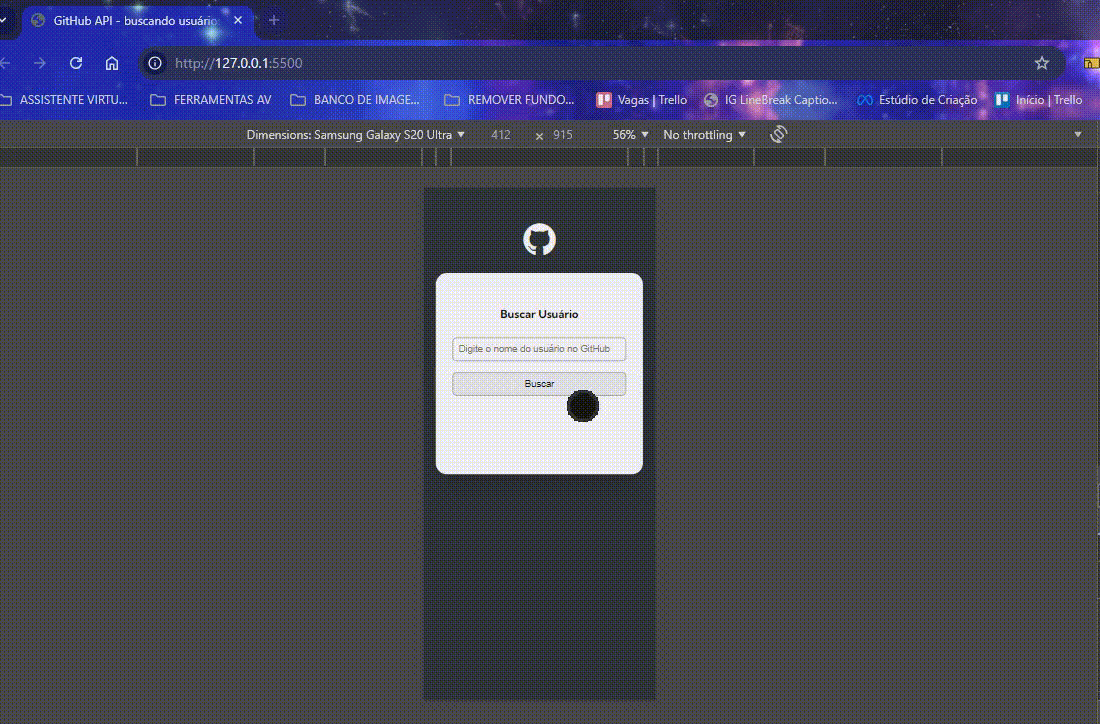 GitHub API - buscando usuário
http://127.0.0.1:5500
ASSISTENTE VIRTU... FERRAMENTAS AV BANCO DE IMAGE... REMOVER FUNDO... Vagas | Trello IG LineBreak Captio... Estúdio de Criação Início | Trello
Dimensions: Samsung Galaxy S20 Ultra 412 × 915 56% No throttling
Buscar Usuário
Digite o nome do usuário no GitHub
Buscar